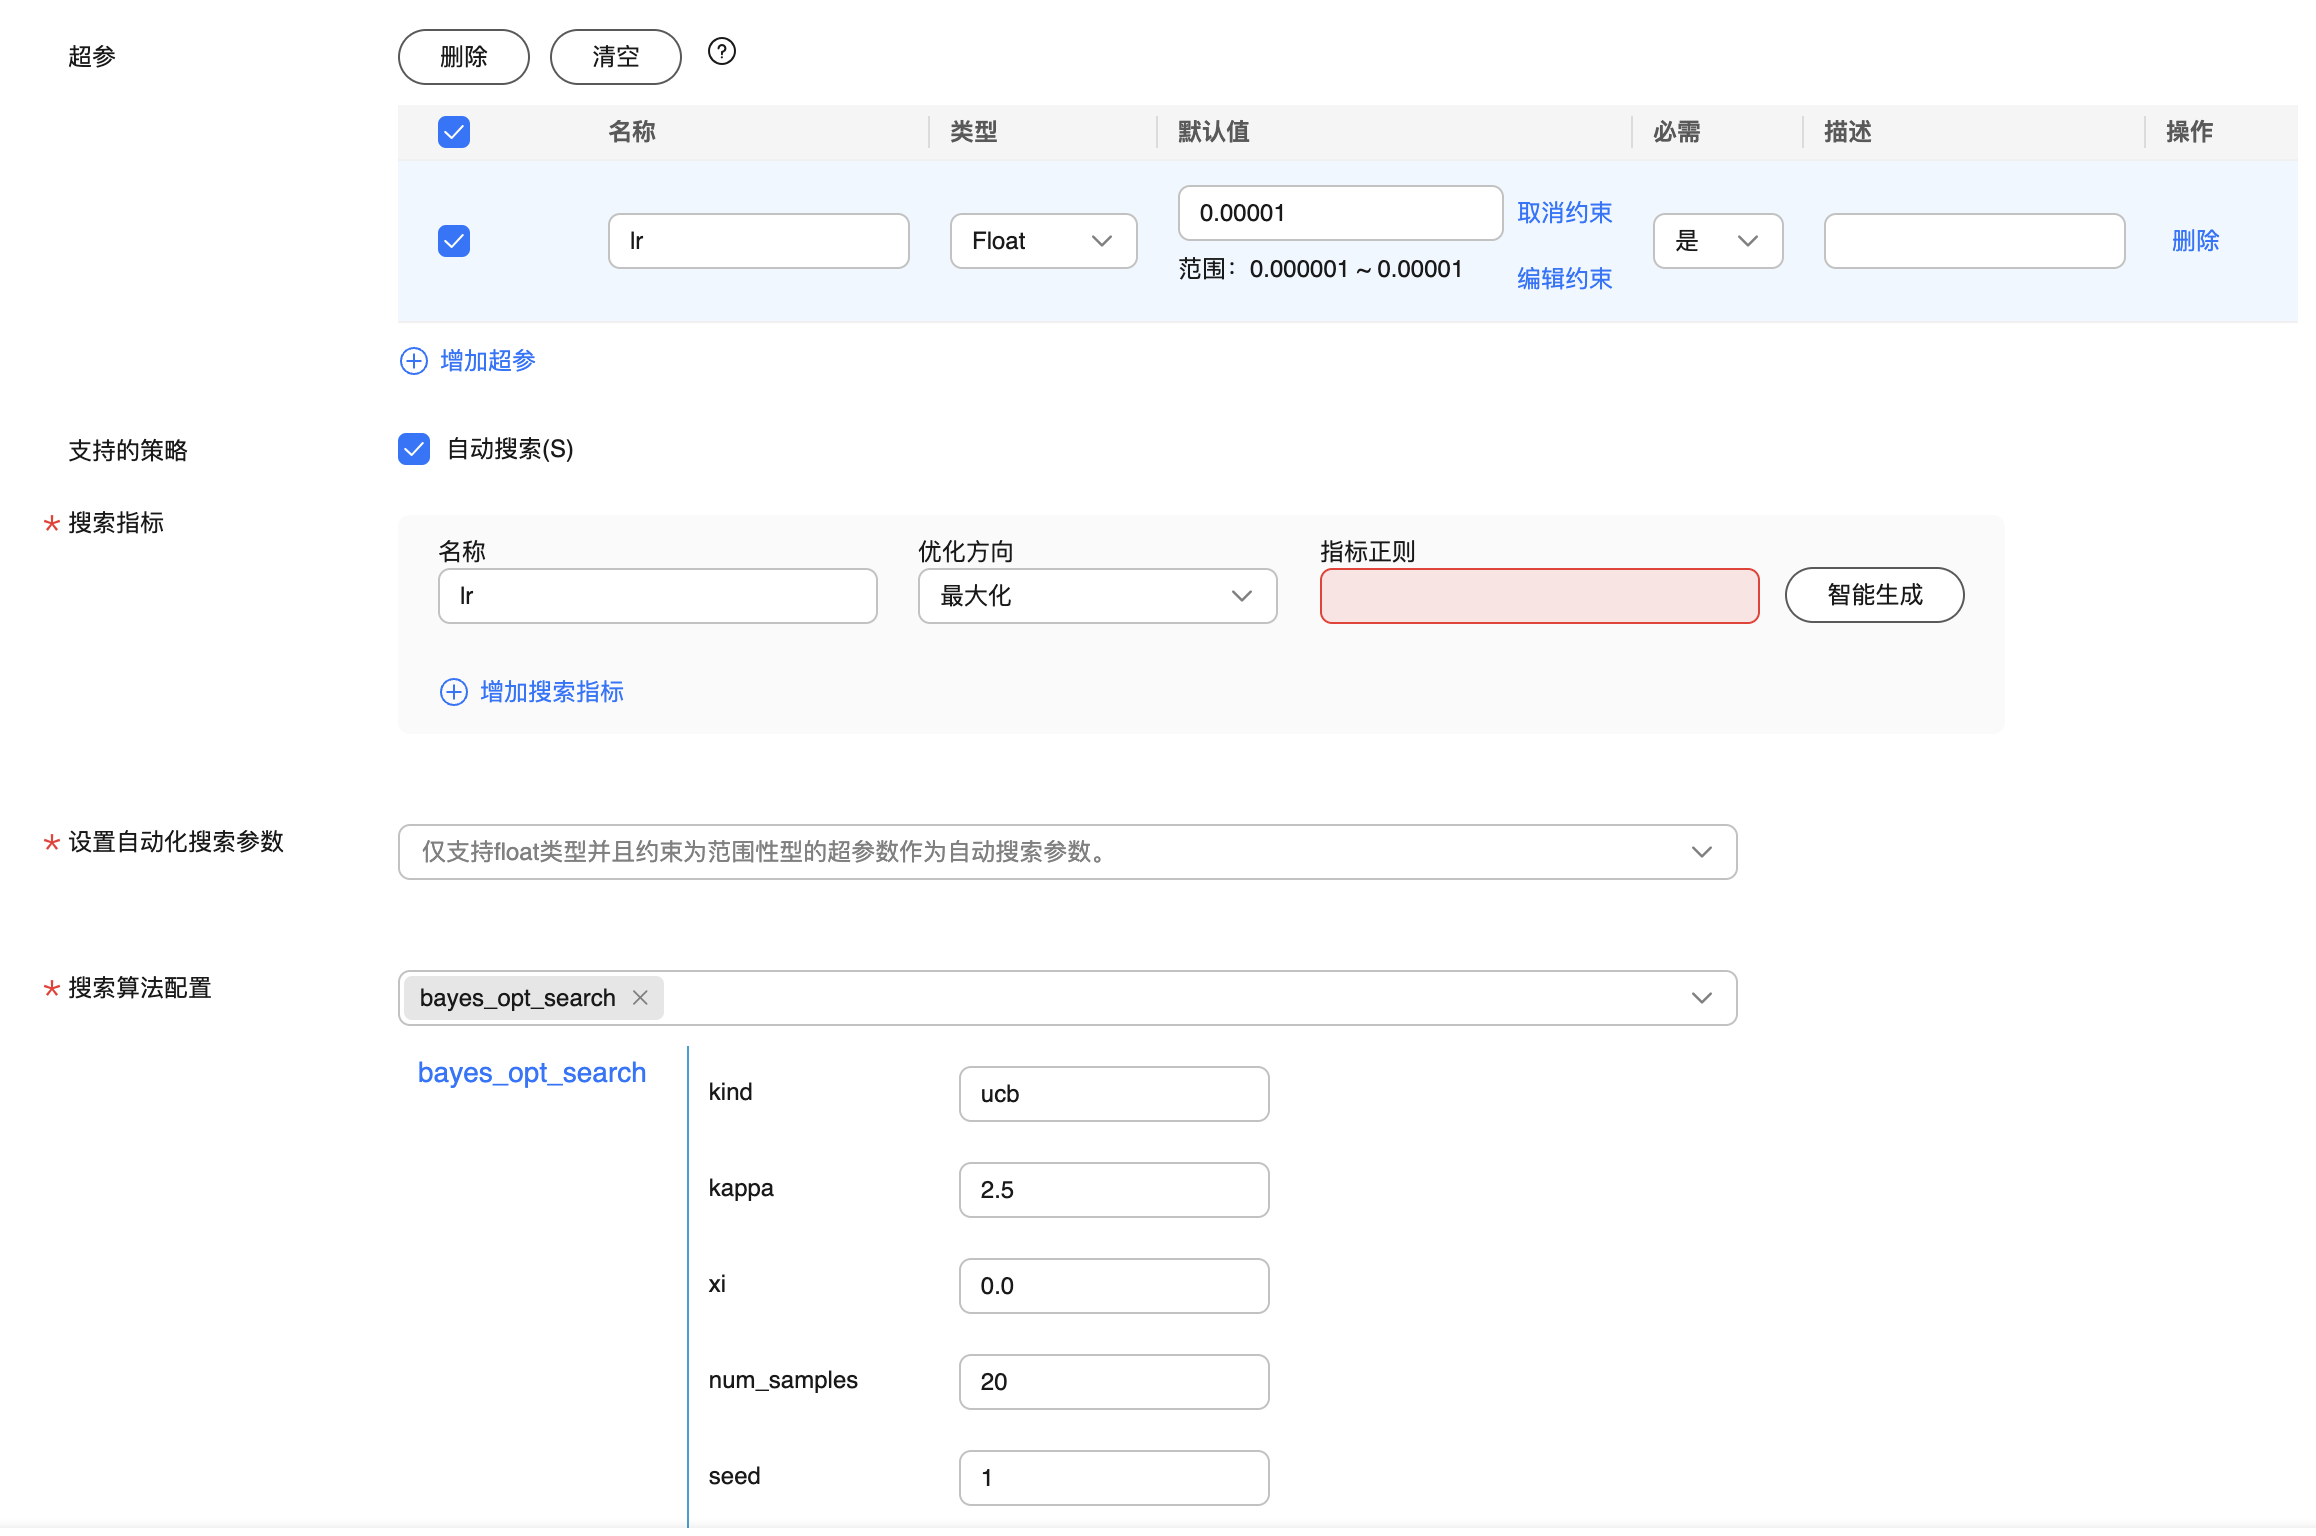 超参
删除
清空
名称
类型
默认值
必需
描述
操作
lr
Float
0.00001
取消约束
范围：0.000001 ~ 0.00001
编辑约束
是
删除
增加超参
支持的策略
自动搜索(S)
* 搜索指标
名称
优化方向
指标正则
lr
最大化
智能生成
增加搜索指标
* 设置自动化搜索参数
仅支持float类型并且约束为范围性型的超参数作为自动搜索参数。
* 搜索算法配置
bayes_opt_search
bayes_opt_search
kind
ucb
kappa
2.5
xi
0.0
num_samples
20
seed
1